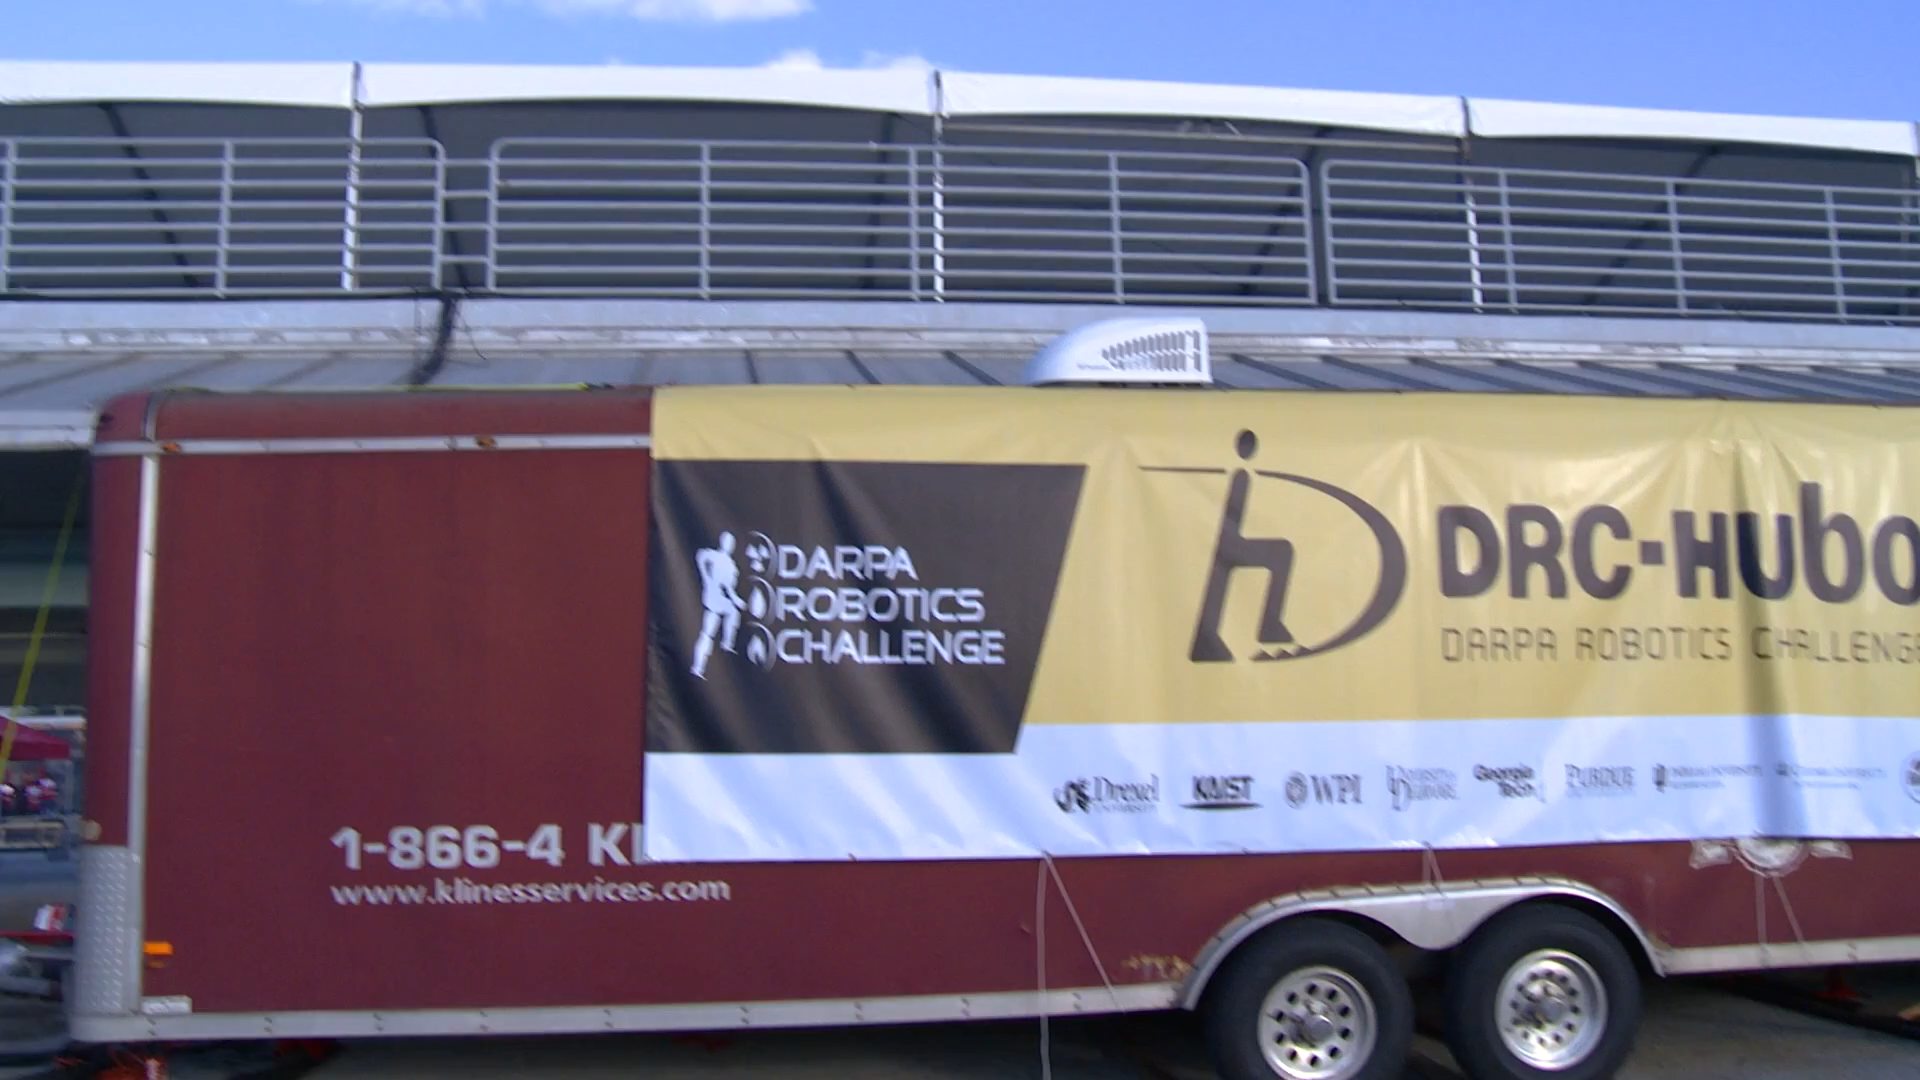 DARPA
ROBOTICS
CHALLENGE
DRC-HUbo
DARPA ROBOTICS CHALLENGE
Drexel
KAIST
WPI
Georgia
Tech
PURDUE
1-866-4
www.klinesservices.com